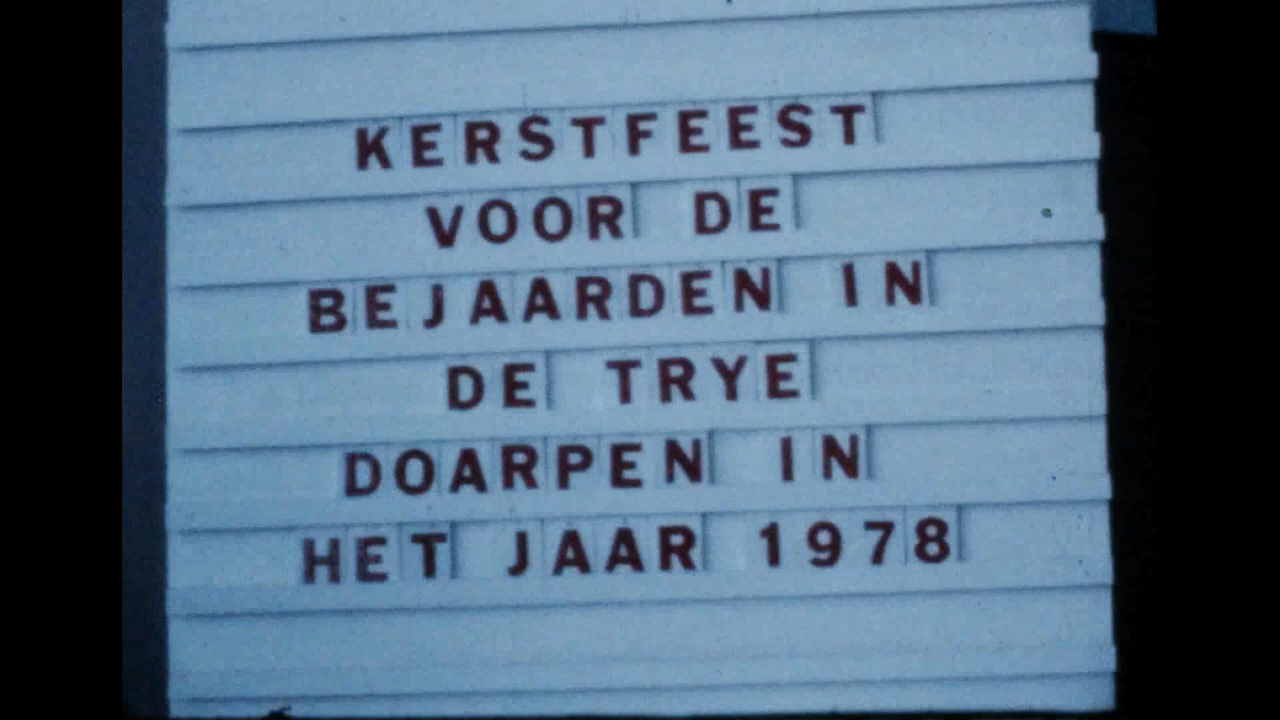 KERSTFEEST
VOOR DE
BEJAARDEN IN
DE TRYE
DOARPEN IN
HET JAAR 1978